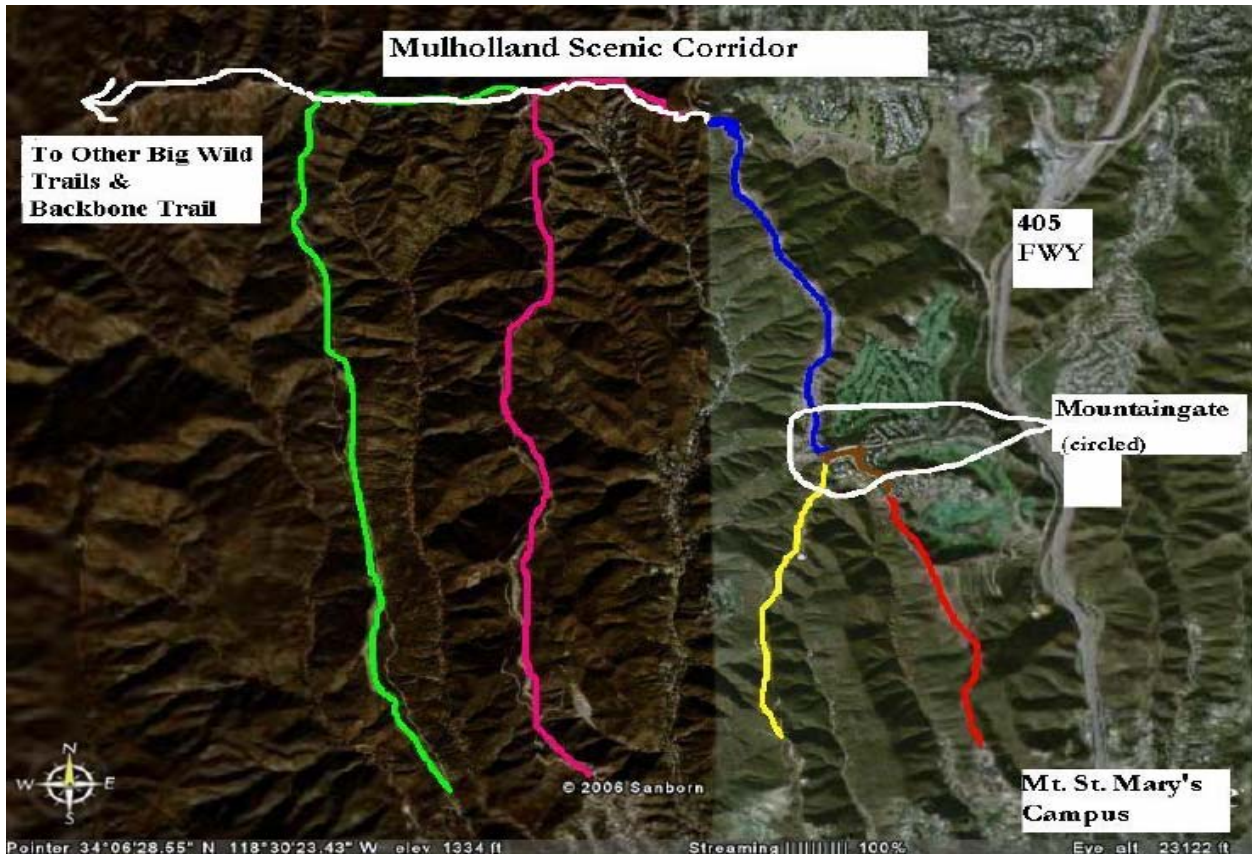 Mulholland Scenic Corridor
To Other Big Wild
Trails &
Backbone Trail
405
FWY
Mountaingate
(circled)
N
W E
S
© 2006 Sanborn
Mt. St. Mary's
Campus
Pointer 34°06'28.55" N 118°30'23.43" W elev 1334 ft Streaming ||||||||| 100% Eye alt 23122 ft